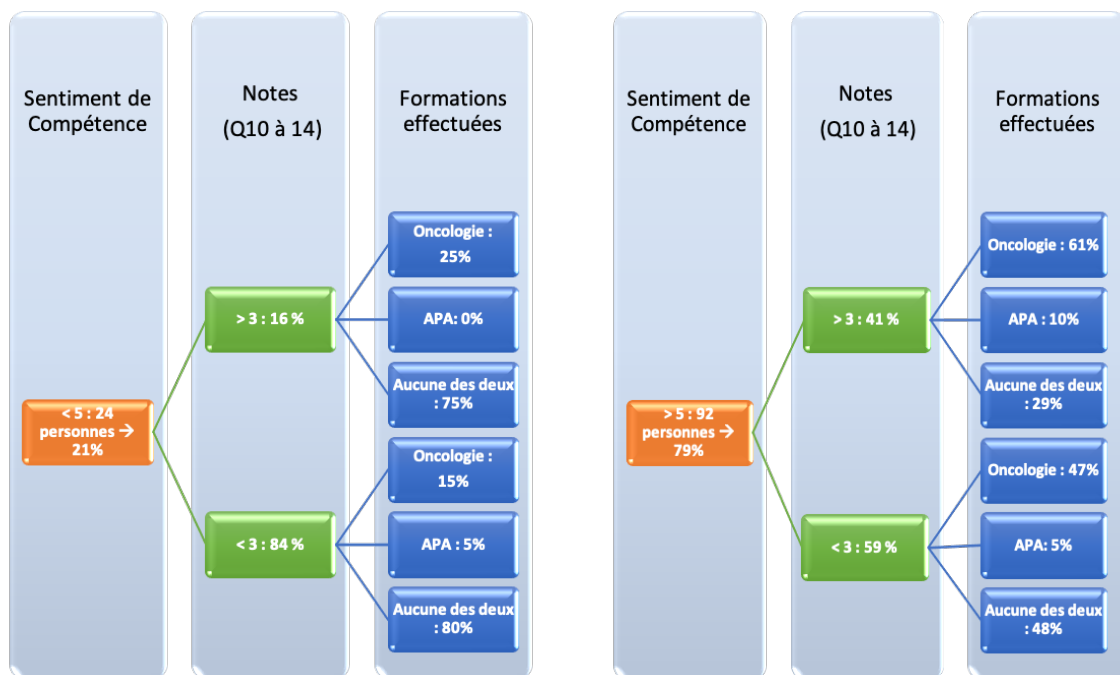 Sentiment de
Compétence
Notes
(Q10 à 14)
Formations
effectuées
Oncologie :
25%
> 3 : 16 %
APA: 0%
Aucune des deux
: 75%
< 5 : 24
personnes →
21%
Oncologie :
15%
< 3 : 84 %
APA : 5%
Aucune des deux
: 80%
Sentiment de
Compétence
Notes
(Q10 à 14)
Formations
effectuées
Oncologie : 61%
> 3 : 41 %
APA : 10%
Aucune des deux
: 29%
> 5 : 92
personnes →
79%
Oncologie : 47%
< 3 : 59 %
APA: 5%
Aucune des deux
: 48%